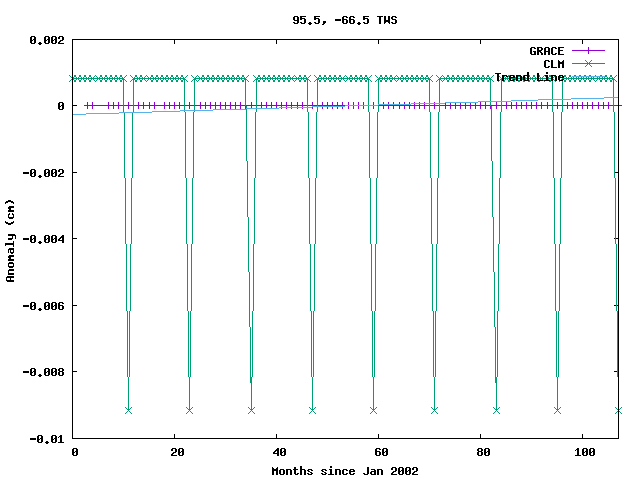 95.5, -66.5 TWS
GRACE
CLM
Trend Line
0.002
0
-0.002
-0.004
-0.006
-0.008
-0.01
Anomaly (cm)
0 20 40 60 80 100
Months since Jan 2002